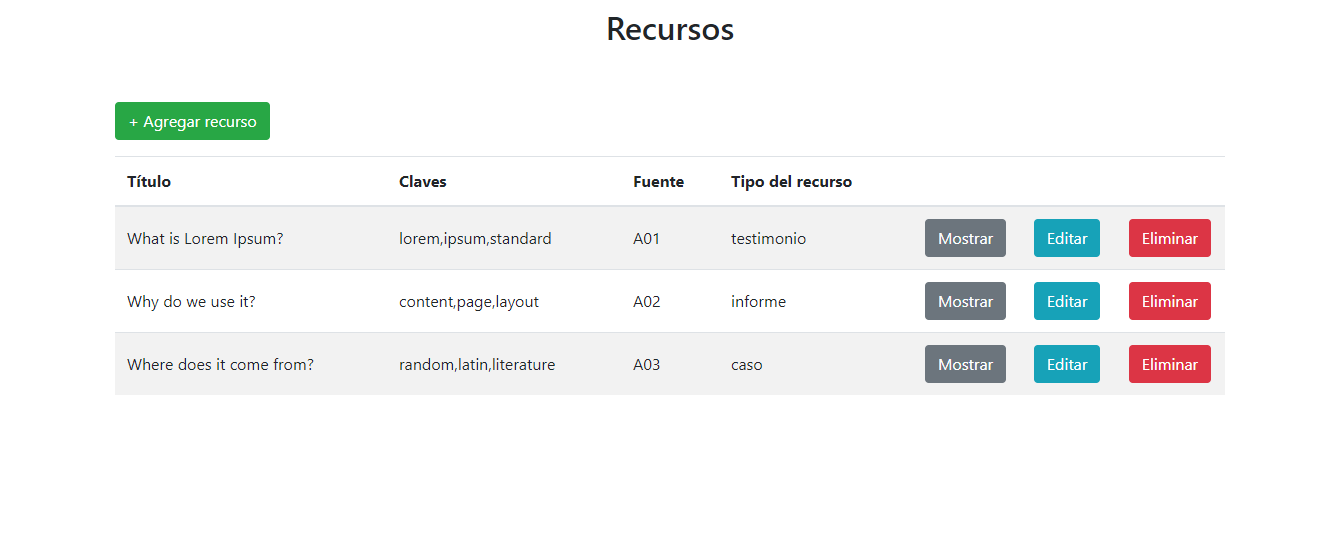 Recursos
+ Agregar recurso
Título Claves Fuente Tipo del recurso
What is Lorem Ipsum? lorem,ipsum,standard A01 testimonio Mostrar Editar Eliminar
Why do we use it? content,page,layout A02 informe Mostrar Editar Eliminar
Where does it come from? random,latin,literature A03 caso Mostrar Editar Eliminar